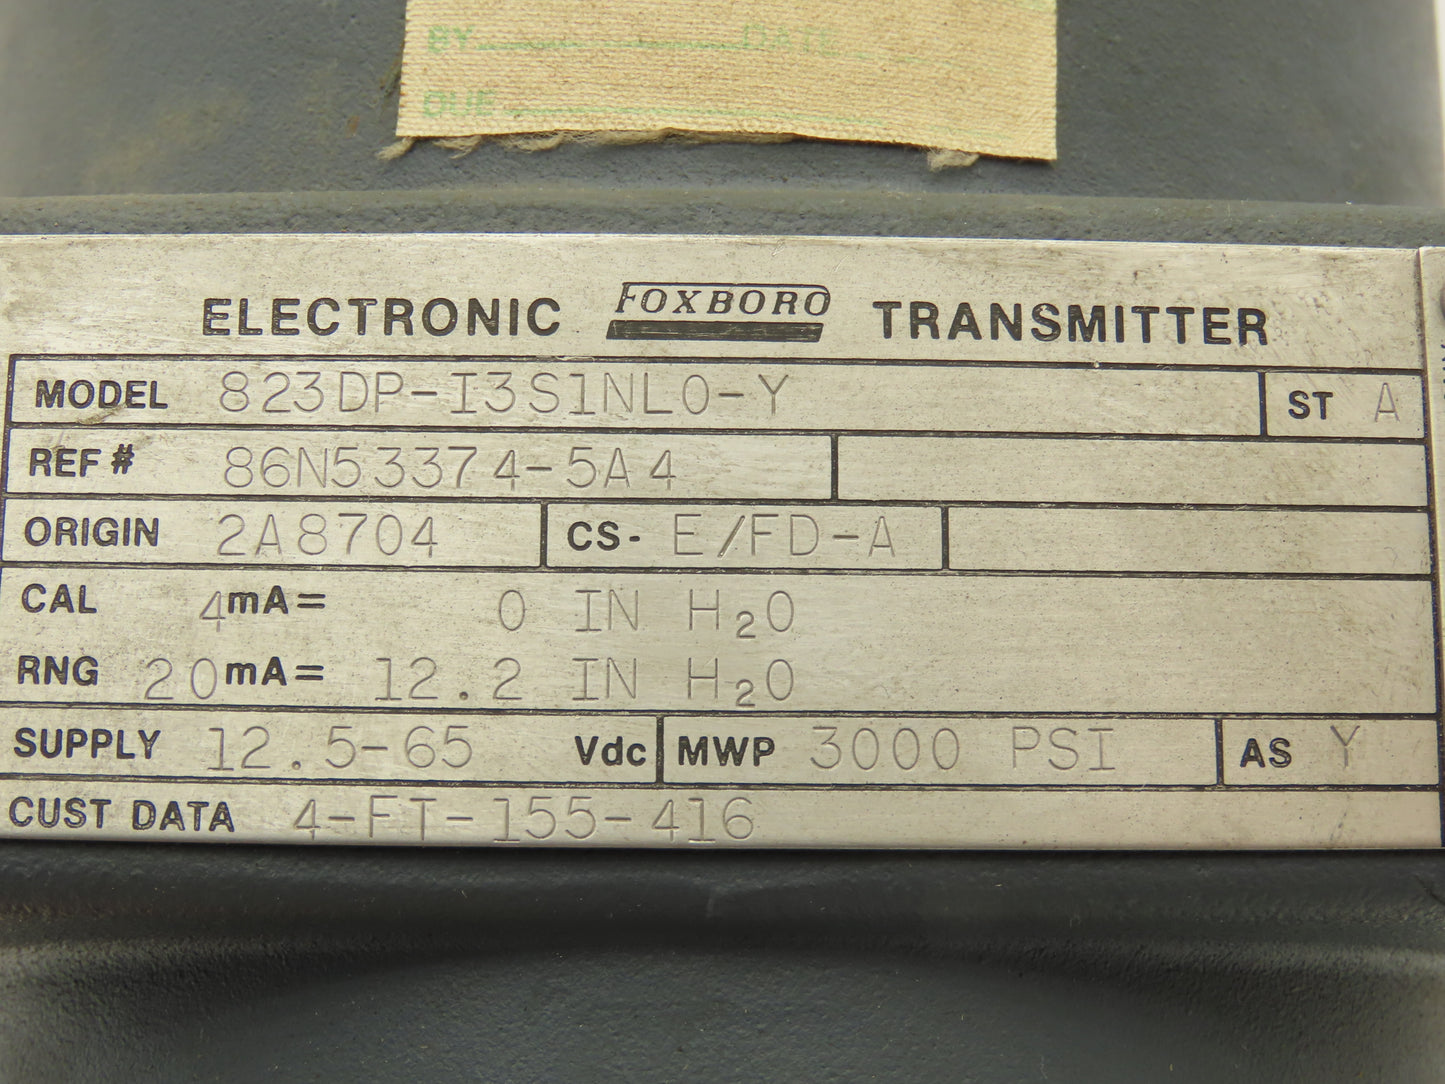 BY DATE
DUE
ELECTRONIC FOXBORO TRANSMITTER
MODEL 823DP-I3S1NLO-Y ST A
REF # 86N53374-5A4
ORIGIN 2A8704 CS- E/FD-A
CAL 4mA= 0 IN H₂O
RNG 20mA= 12.2 IN H₂O
SUPPLY 12.5-65 Vdc MWP 3000 PSI AS Y
CUST DATA 4-FT-155-416